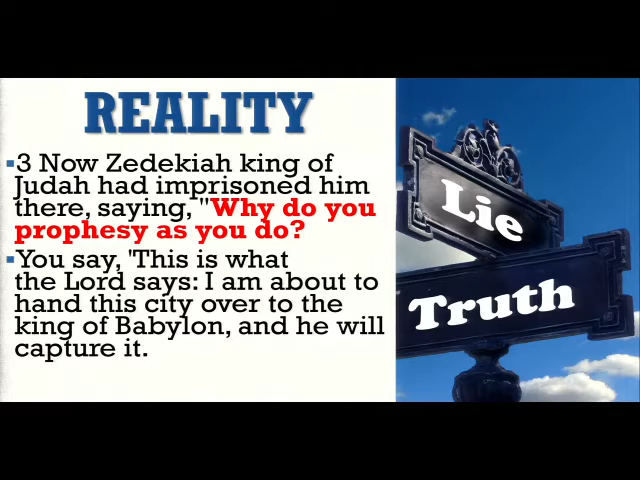 REALITY
3 Now Zedekiah king of
Judah had imprisoned him
there, saying, "Why do you
prophesy as you do?
You say, 'This is what
the Lord says: I am about to
hand this city over to the
king of Babylon, and he will
capture it.
Lie
Truth